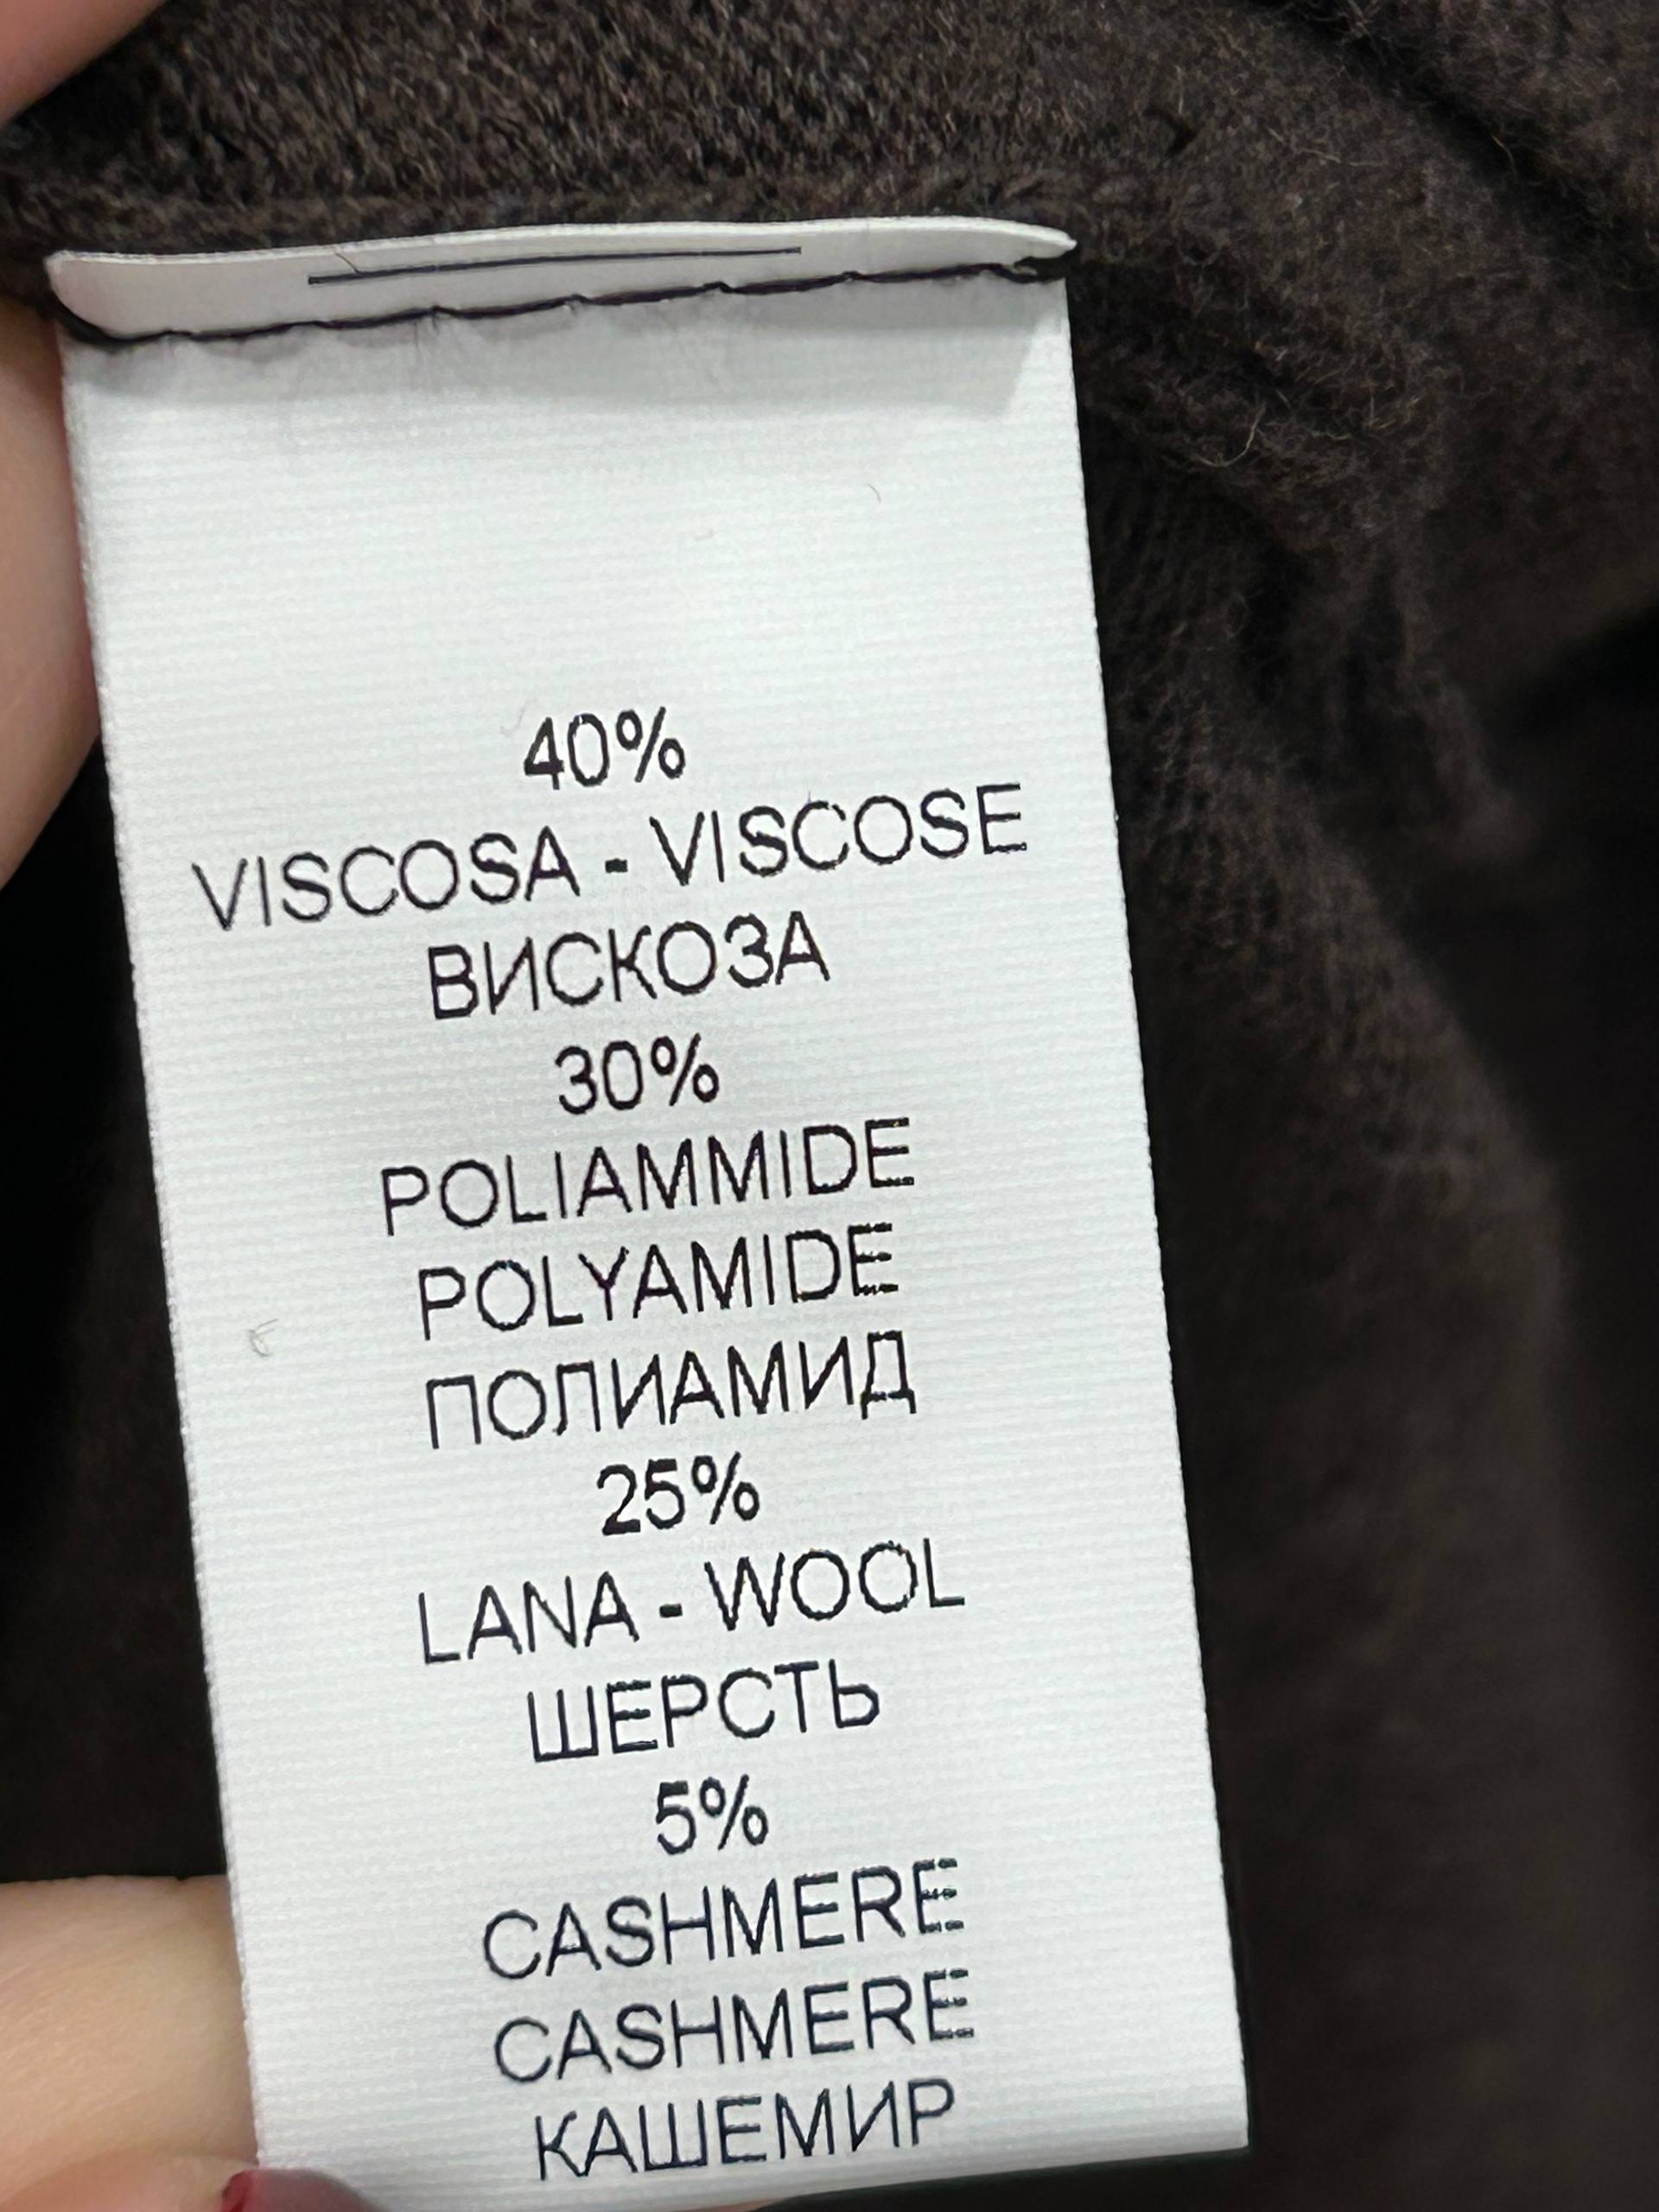 40%
VISCOSA - VISCOSE
ВИСКОЗА
30%
POLIAMMIDE
POLYAMIDE
ПОЛИАМИД
25%
LANA - WOOL
ШЕРСТЬ
5%
CASHMERE
CASHMERE
КАШЕМИР